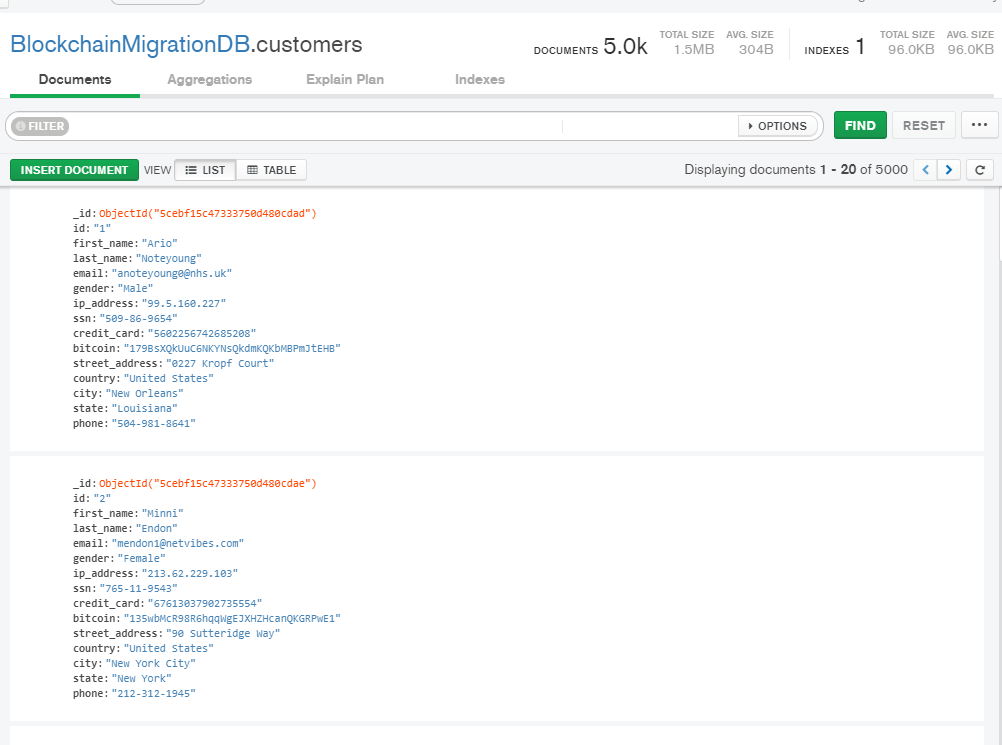 BlockchainMigrationDB.customers
DOCUMENTS 5.0k TOTAL SIZE 1.5MB AVG. SIZE 304B INDEXES 1 TOTAL SIZE 96.0KB AVG. SIZE 96.0KB
Documents Aggregations Explain Plan Indexes
FILTER OPTIONS FIND RESET ...
INSERT DOCUMENT VIEW LIST TABLE Displaying documents 1 - 20 of 5000
_id: ObjectId("5cebf15c47333750d480cdad")
id: "1"
first_name: "Ario"
last_name: "Noteyoung"
email: "anoteyoung0@nhs.uk"
gender: "Male"
ip_address: "99.5.160.227"
ssn: "509-86-9654"
credit_card: "5602256742685208"
bitcoin: "179BsXQkUuC6NKYNsQkdmKQKbMBPmJtEHB"
street_address: "0227 Kropf Court"
country: "United States"
city: "New Orleans"
state: "Louisiana"
phone: "504-981-8641"
_id: ObjectId("5cebf15c47333750d480cdae")
id: "2"
first_name: "Minni"
last_name: "Endon"
email: "mendon1@netvibes.com"
gender: "Female"
ip_address: "213.62.229.103"
ssn: "765-11-9543"
credit_card: "67613037902735554"
bitcoin: "135wbMcR98R6hqqWgEJXHZHcanQKGRPwE1"
street_address: "90 Sutteridge Way"
country: "United States"
city: "New York City"
state: "New York"
phone: "212-312-1945"